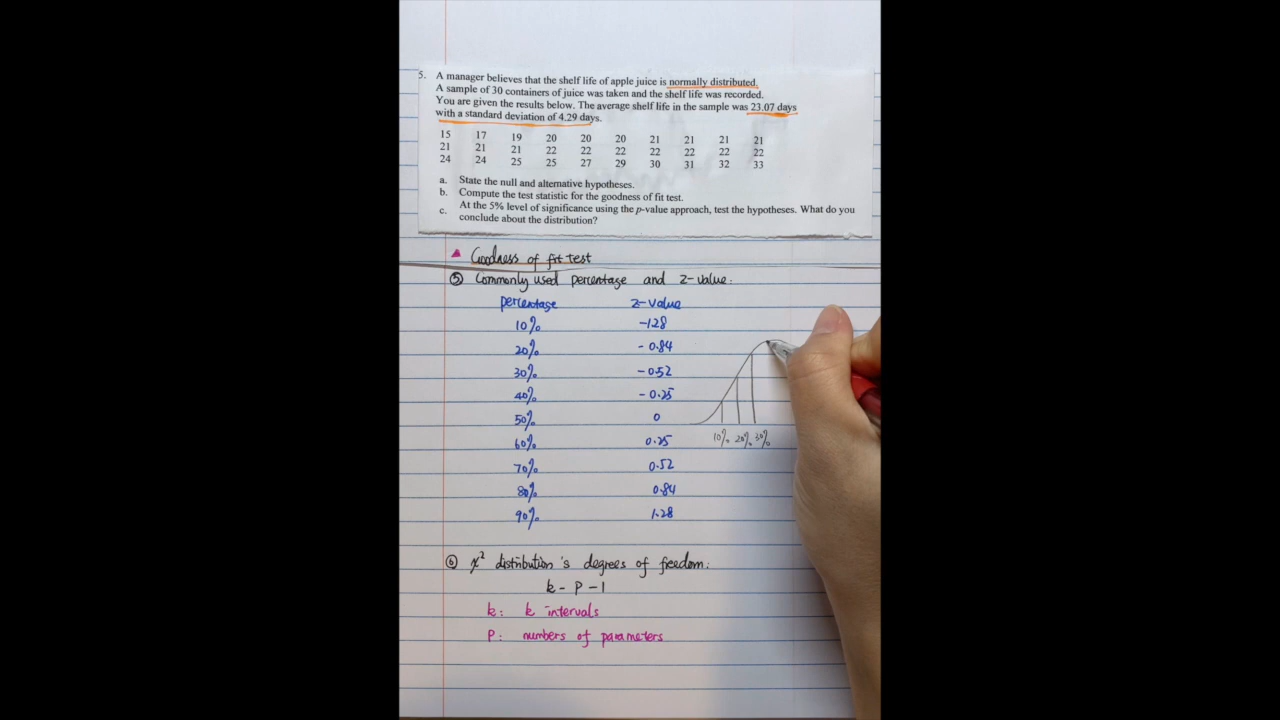 5. A manager believes that the shelf life of apple juice is normally distributed.
A sample of 30 containers of juice was taken and the shelf life was recorded.
You are given the results below. The average shelf life in the sample was 23.07 days
with a standard deviation of 4.29 days.
15 17 19 20 20 20 21 21 21 21
21 21 21 22 22 22 22 22 22 22
24 24 25 25 27 29 30 31 32 33
a. State the null and alternative hypotheses.
b. Compute the test statistic for the goodness of fit test.
c. At the 5% level of significance using the p-value approach, test the hypotheses. What do you
conclude about the distribution?
Goodness of fit test
⑤ Commonly used percentage and z-value:
percentage z-value
10% -128
20% -0.84
30% -0.52
40% -0.25
50% 0
60% 0.25
70% 0.52
80% 0.84
90% 1.28
10% 20% 30%
⑥ χ² distribution's degrees of freedom:
k - P - 1
k: k intervals
P: numbers of parameters